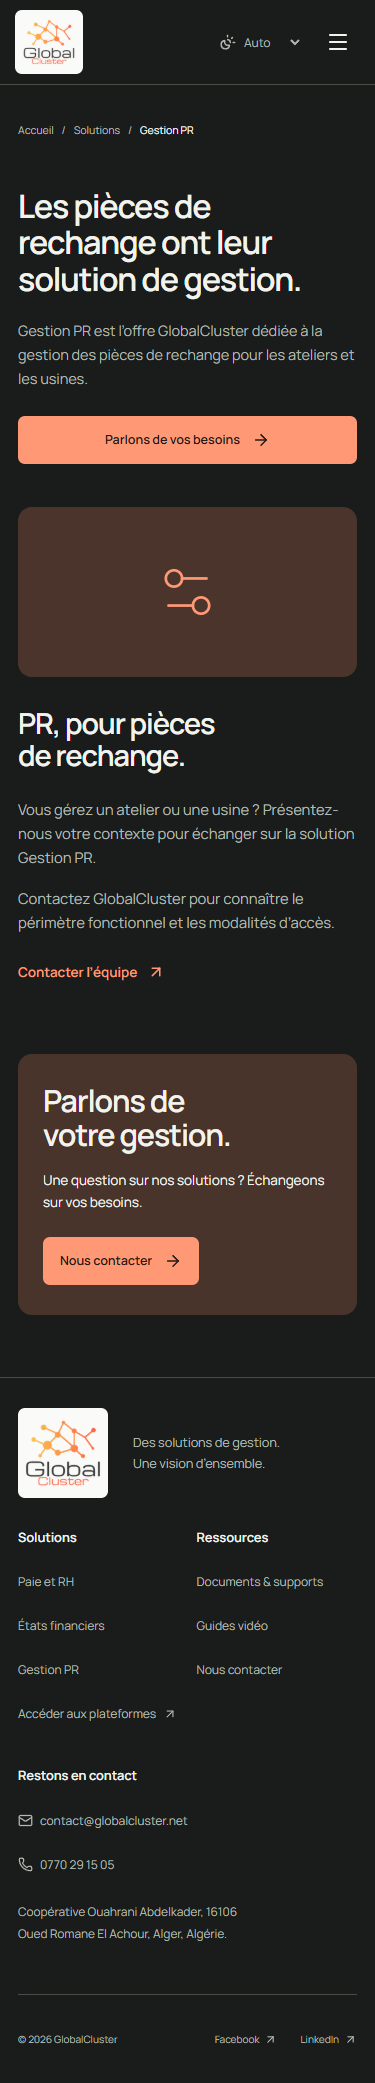 Global
Cluster
Auto
Accueil / Solutions / Gestion PR
Les pièces de
rechange ont leur
solution de gestion.
Gestion PR est l'offre GlobalCluster dédiée à la
gestion des pièces de rechange pour les ateliers et
les usines.
Parlons de vos besoins
PR, pour pièces
de rechange.
Vous gérez un atelier ou une usine ? Présentez-
nous votre contexte pour échanger sur la solution
Gestion PR.
Contactez GlobalCluster pour connaître le
périmètre fonctionnel et les modalités d'accès.
Contacter l'équipe
Parlons de
votre gestion.
Une question sur nos solutions ? Échangeons
sur vos besoins.
Nous contacter
Global
Cluster
Des solutions de gestion.
Une vision d'ensemble.
Solutions
Paie et RH
États financiers
Gestion PR
Accéder aux plateformes
Ressources
Documents & supports
Guides vidéo
Nous contacter
Restons en contact
contact@globalcluster.net
0770 29 15 05
Coopérative Ouahrani Abdelkader, 16106
Oued Romane El Achour, Alger, Algérie.
© 2026 GlobalCluster
Facebook
LinkedIn